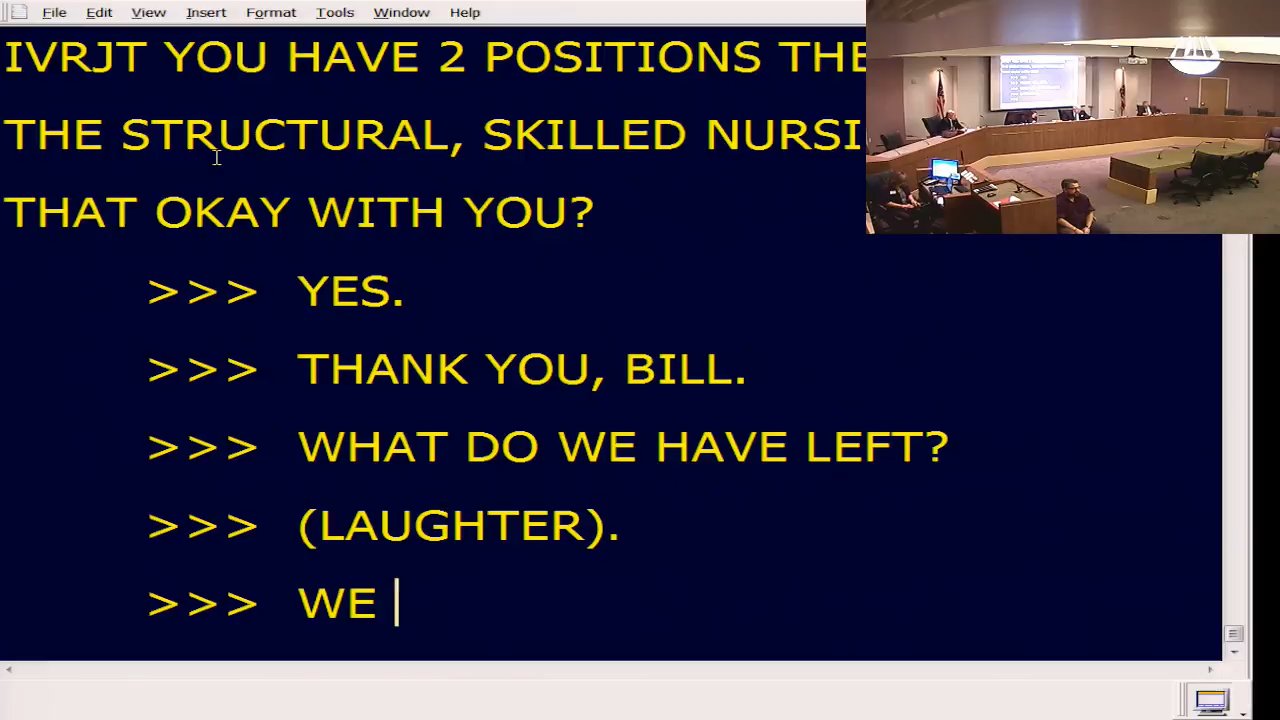 File Edit View Insert Format Tools Window Help
IVRJT YOU HAVE 2 POSITIONS THE
THE STRUCTURAL, SKILLED NURSI
THAT OKAY WITH YOU?
>>> YES.
>>> THANK YOU, BILL.
>>> WHAT DO WE HAVE LEFT?
>>> (LAUGHTER).
>>> WE